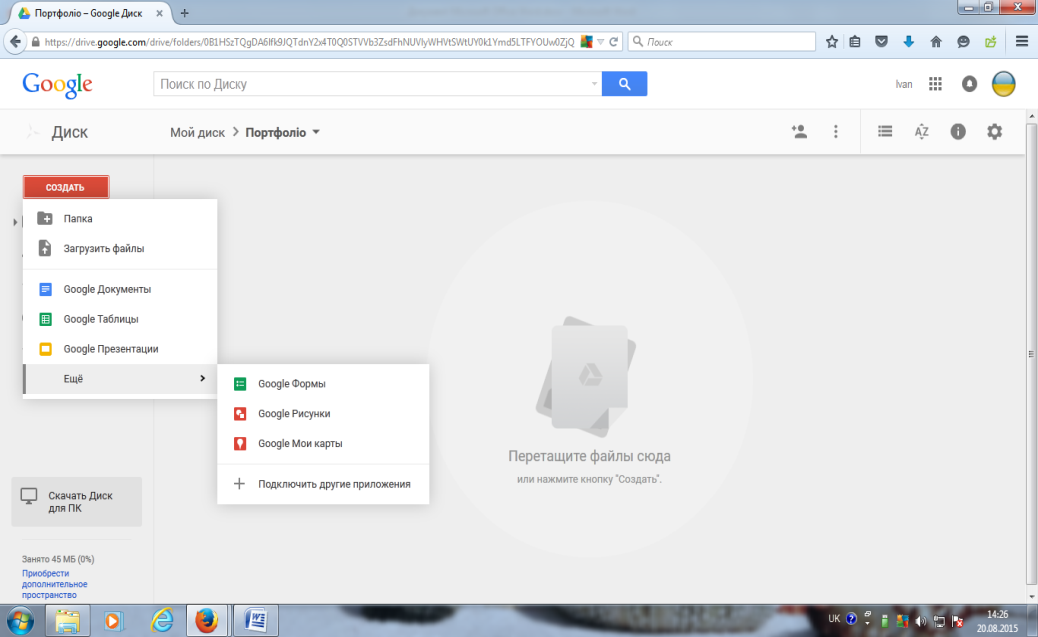 Портфоліо – Google Диск
https://drive.google.com/drive/folders/0B1HSzTQgDA6lfk9JQTdnY2x4T0Q0STVVb3ZsdFhNUVlyWHVtSWtUY0k1Ymd5LTFYOUw0ZjQ
Поиск
Google
Поиск по Диску
Ivan
Диск
Мой диск > Портфоліо
AZ
СОЗДАТЬ
Папка
Загрузить файлы
Google Документы
Google Таблицы
Google Презентации
Ещё
Google Формы
Google Рисунки
Google Мои карты
Подключить другие приложения
Перетащите файлы сюда
или нажмите кнопку "Создать".
Скачать Диск
для ПК
Занято 45 МБ (0%)
Приобрести
дополнительное
пространство
UK
14:26
20.08.2015